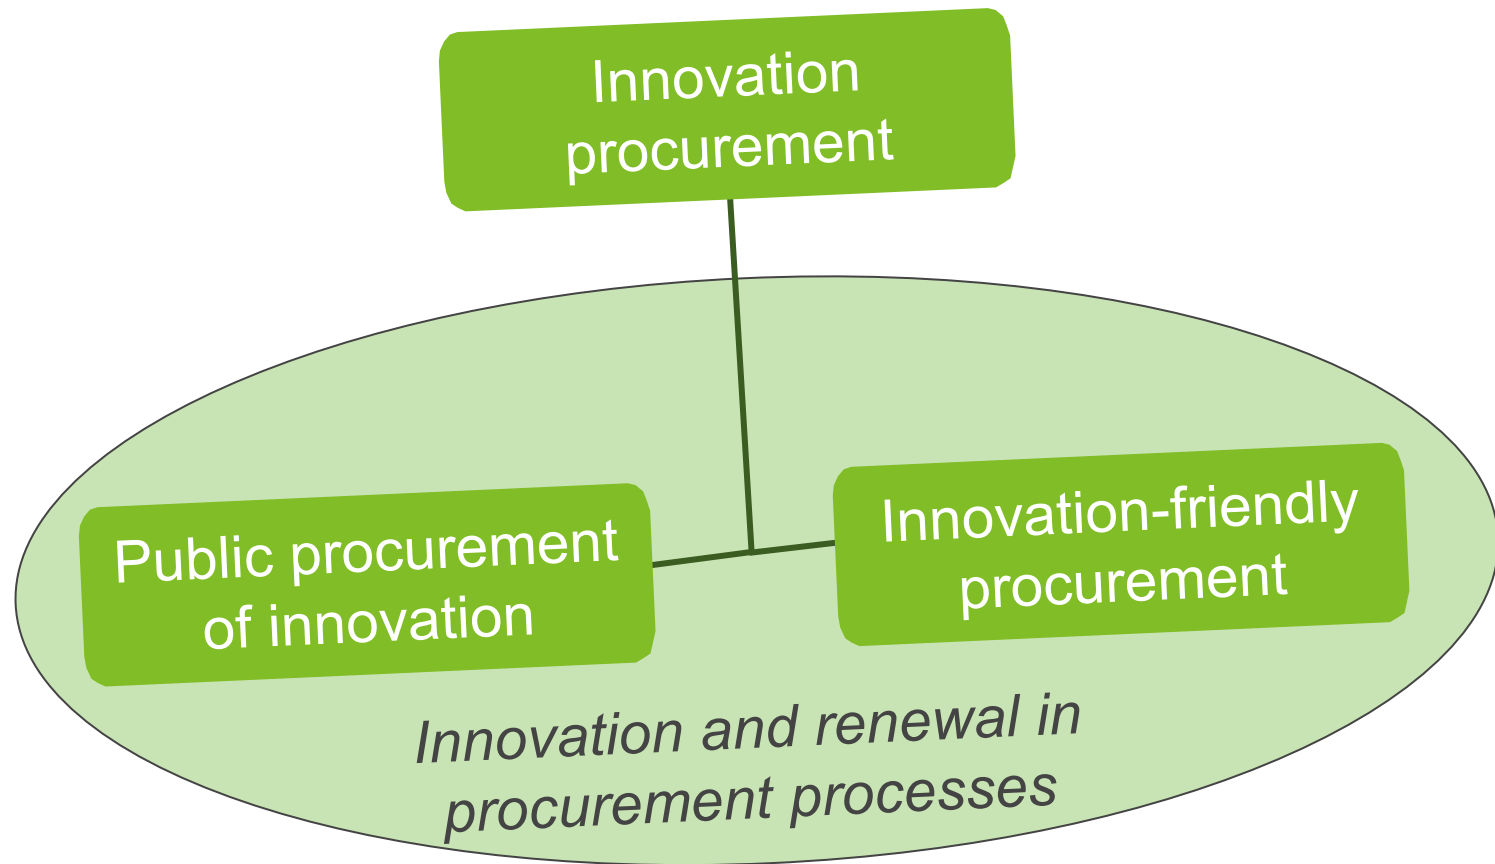 Innovation
procurement
Public procurement
of innovation
Innovation-friendly
procurement
Innovation and renewal in
procurement processes